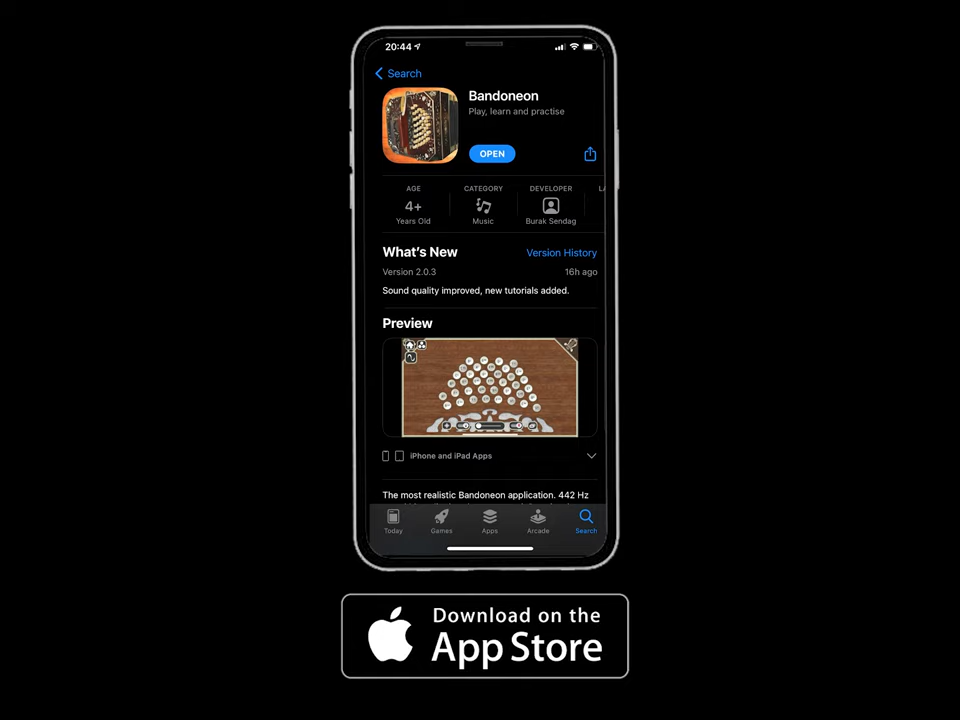 20:44
Search
Bandoneon
Play, learn and practise
OPEN
AGE CATEGORY DEVELOPER
4+
Years Old Music Burak Sendag
What's New Version History
Version 2.0.3 16h ago
Sound quality improved, new tutorials added.
Preview
iPhone and iPad Apps
The most realistic Bandoneon application. 442 Hz
Today Games Apps Arcade Search
Download on the
App Store